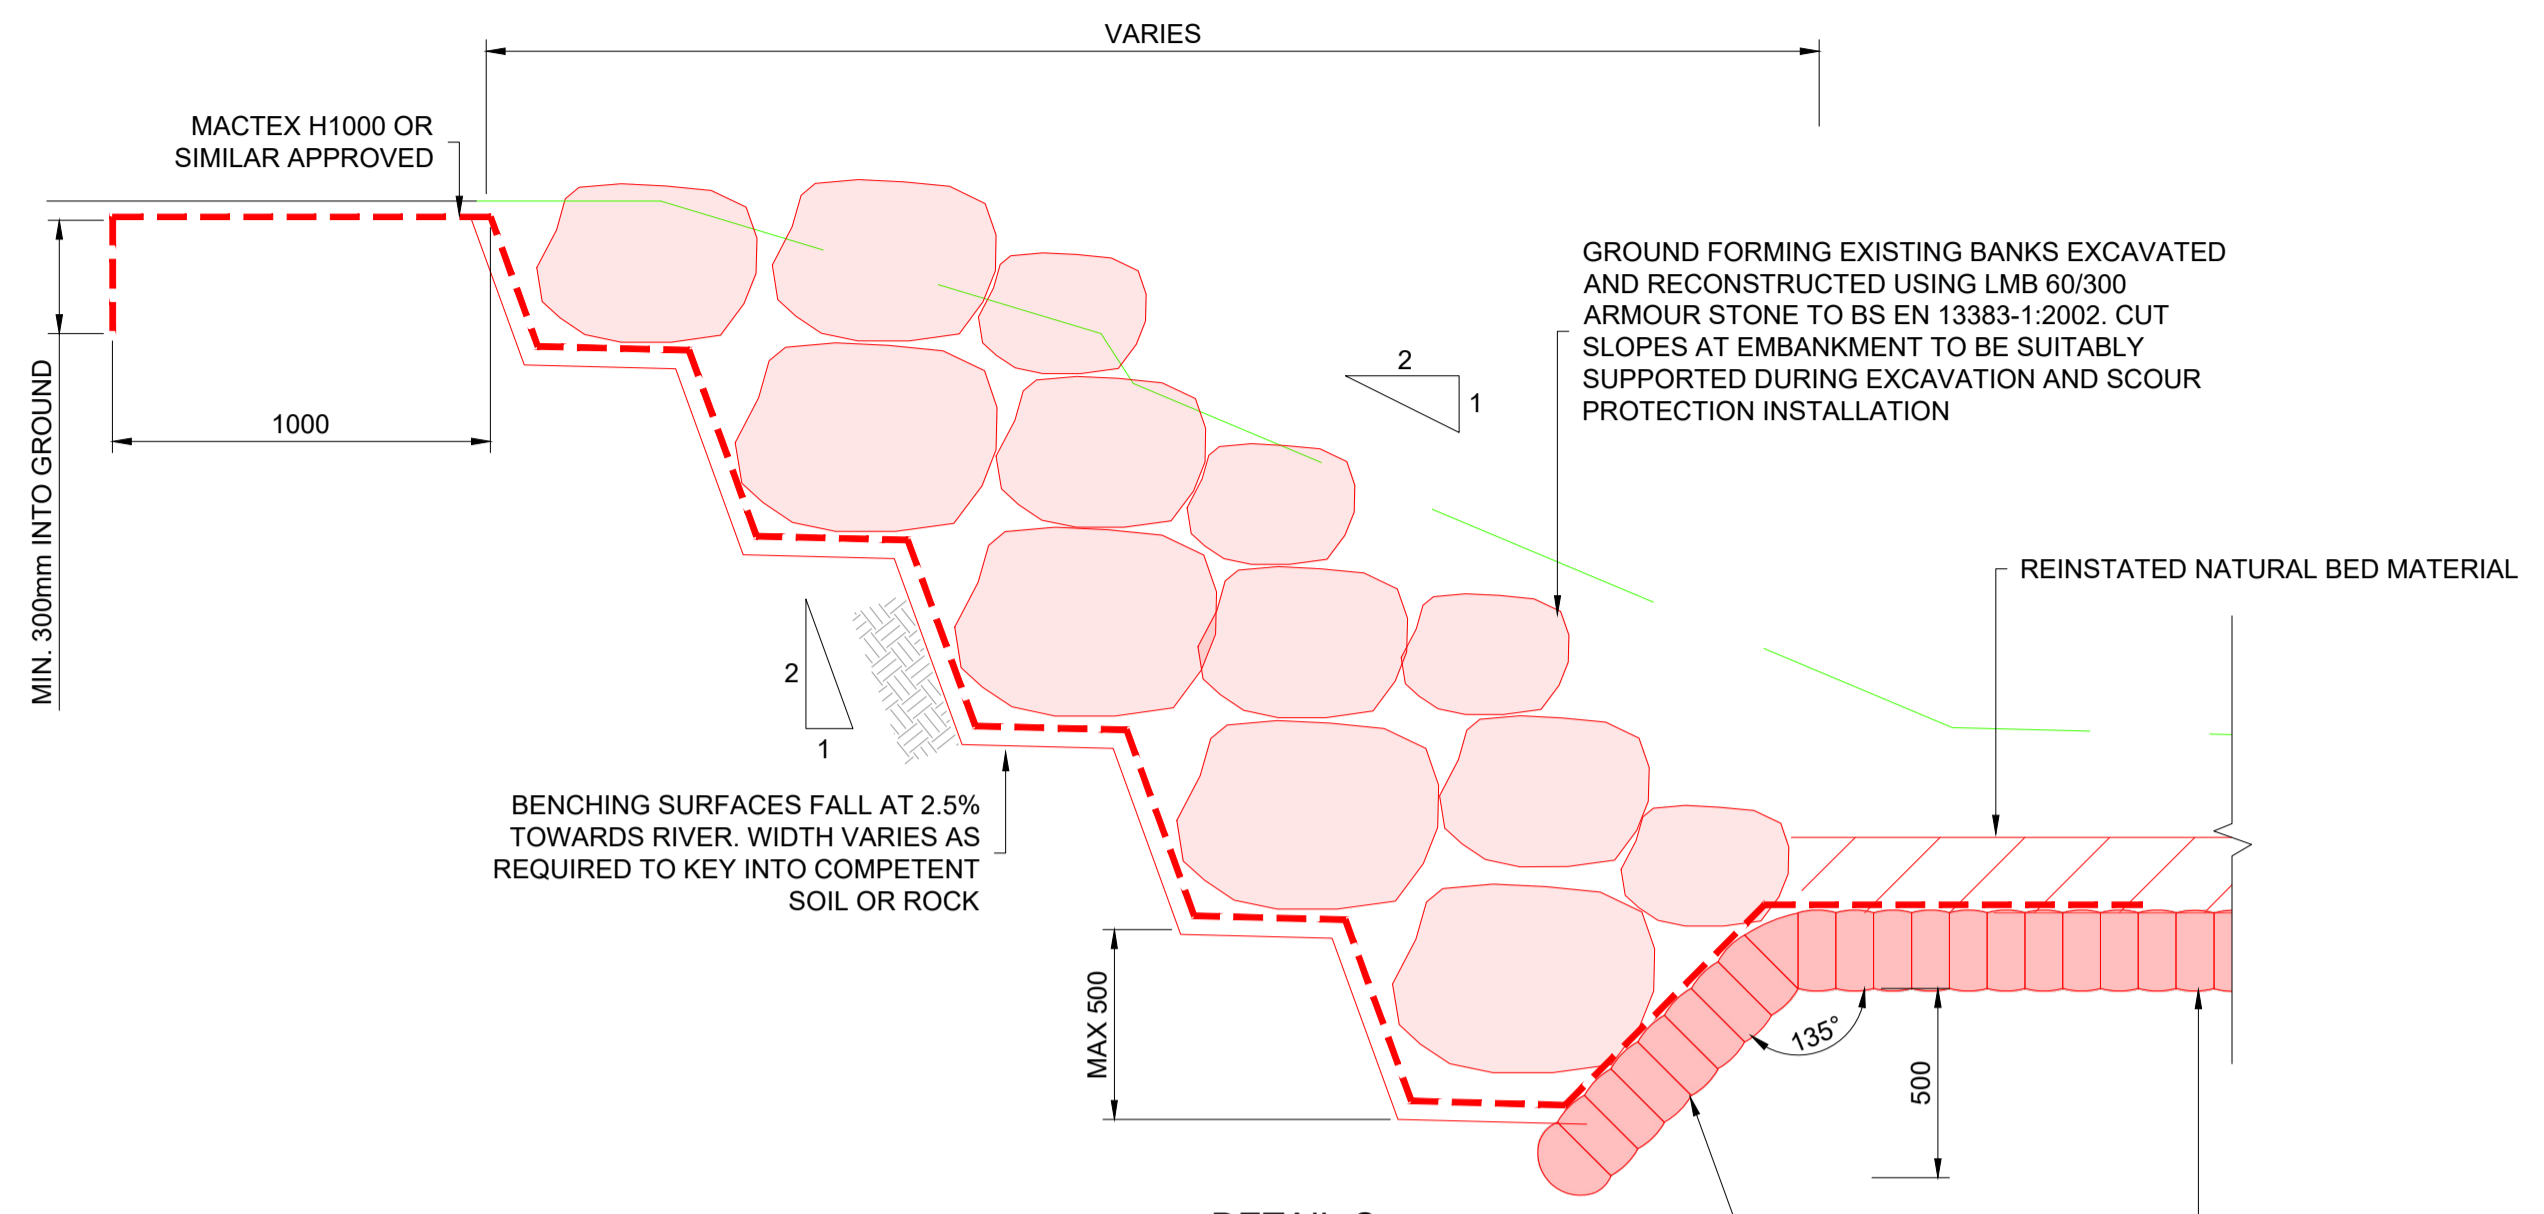 VARIES
MACTEX H1000 OR
SIMILAR APPROVED
GROUND FORMING EXISTING BANKS EXCAVATED
AND RECONSTRUCTED USING LMB 60/300
ARMOUR STONE TO BS EN 13383-1:2002. CUT
SLOPES AT EMBANKMENT TO BE SUITABLY
SUPPORTED DURING EXCAVATION AND SCOUR
PROTECTION INSTALLATION
2
1
MIN. 300mm INTO GROUND
1000
REINSTATED NATURAL BED MATERIAL
2
1
BENCHING SURFACES FALL AT 2.5%
TOWARDS RIVER. WIDTH VARIES AS
REQUIRED TO KEY INTO COMPETENT
SOIL OR ROCK
MAX 500
135°
500